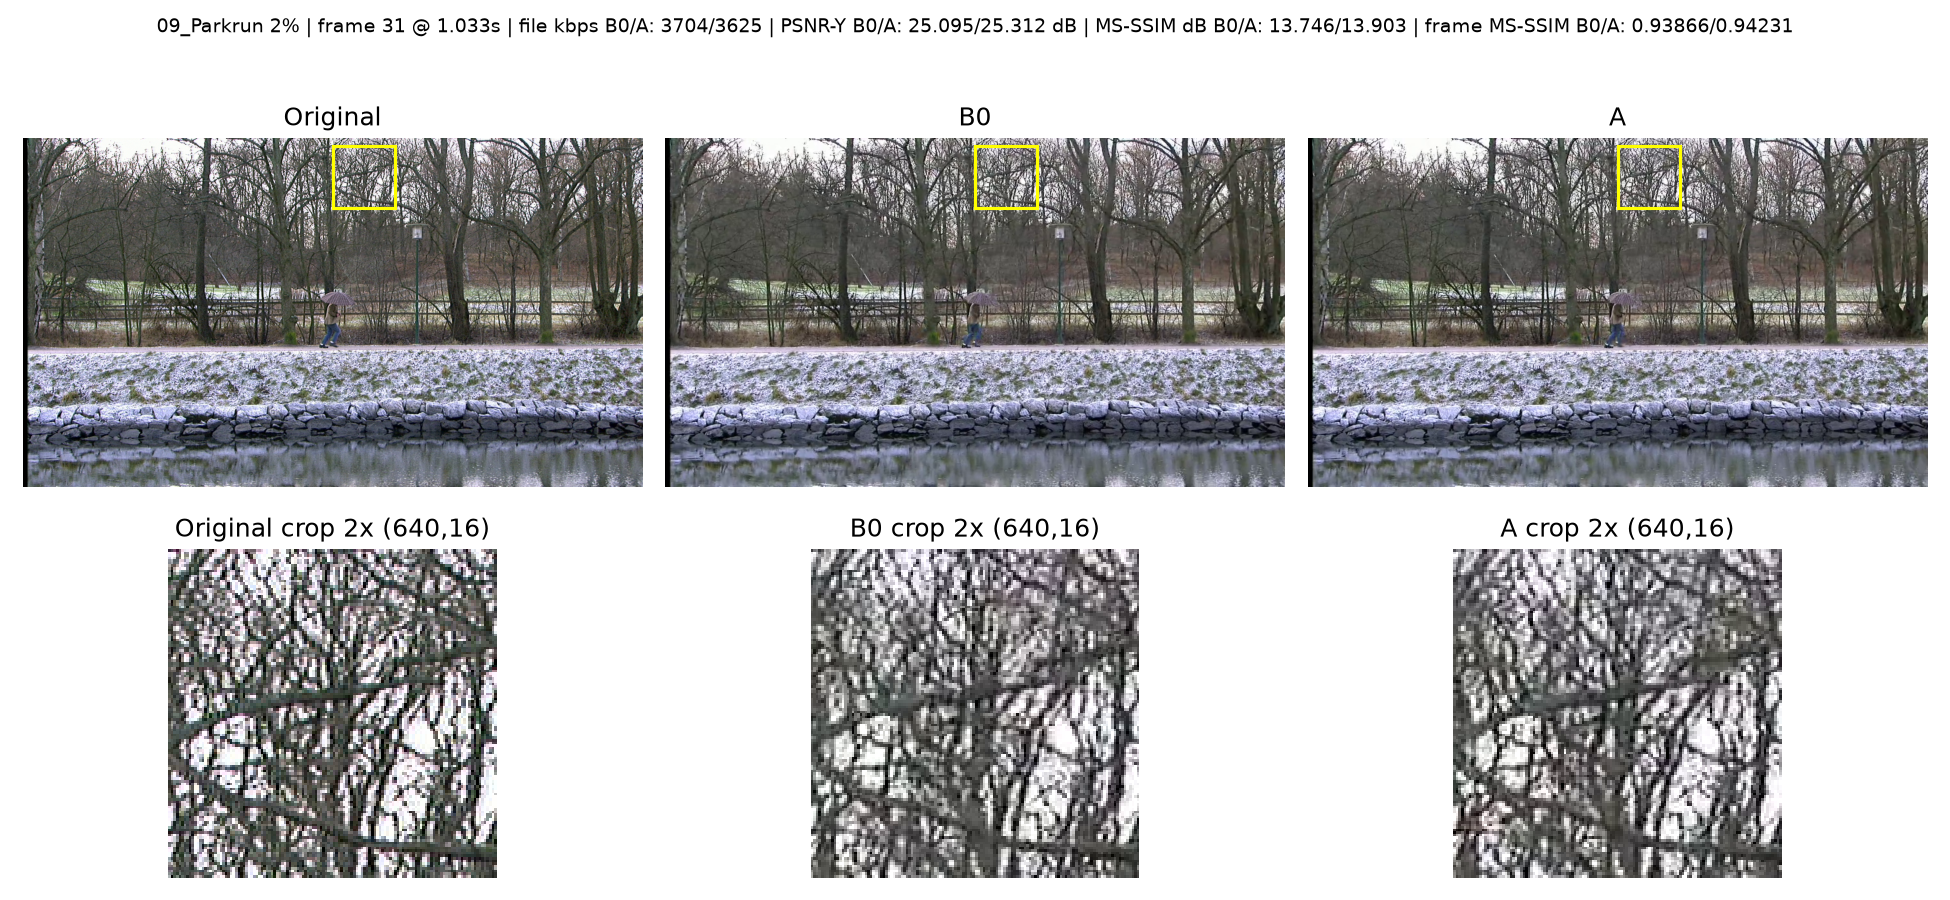 09_Parkrun 2% | frame 31 @ 1.033s | file kbps B0/A: 3704/3625 | PSNR-Y B0/A: 25.095/25.312 dB | MS-SSIM dB B0/A: 13.746/13.903 | frame MS-SSIM B0/A: 0.93866/0.94231
Original
B0
A
Original crop 2x (640,16)
B0 crop 2x (640,16)
A crop 2x (640,16)